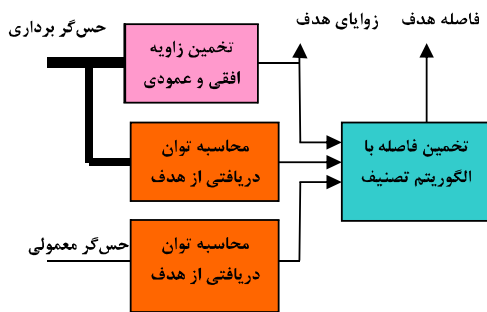 فاصله هدف
زوایای هدف
حس‌گر برداری
تخمین زاویه
افقی و عمودی
محاسبه توان
دریافتی از هدف
تخمین فاصله با
الگوریتم تصنیف
حس‌گر معمولی
محاسبه توان
دریافتی از هدف